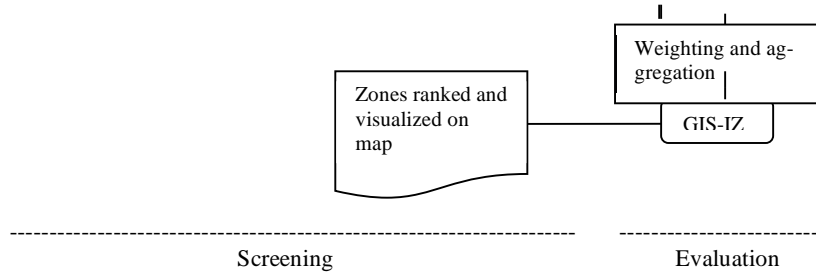 Weighting and ag-
gregation
Zones ranked and
visualized on
map
GIS-IZ
Screening
Evaluation